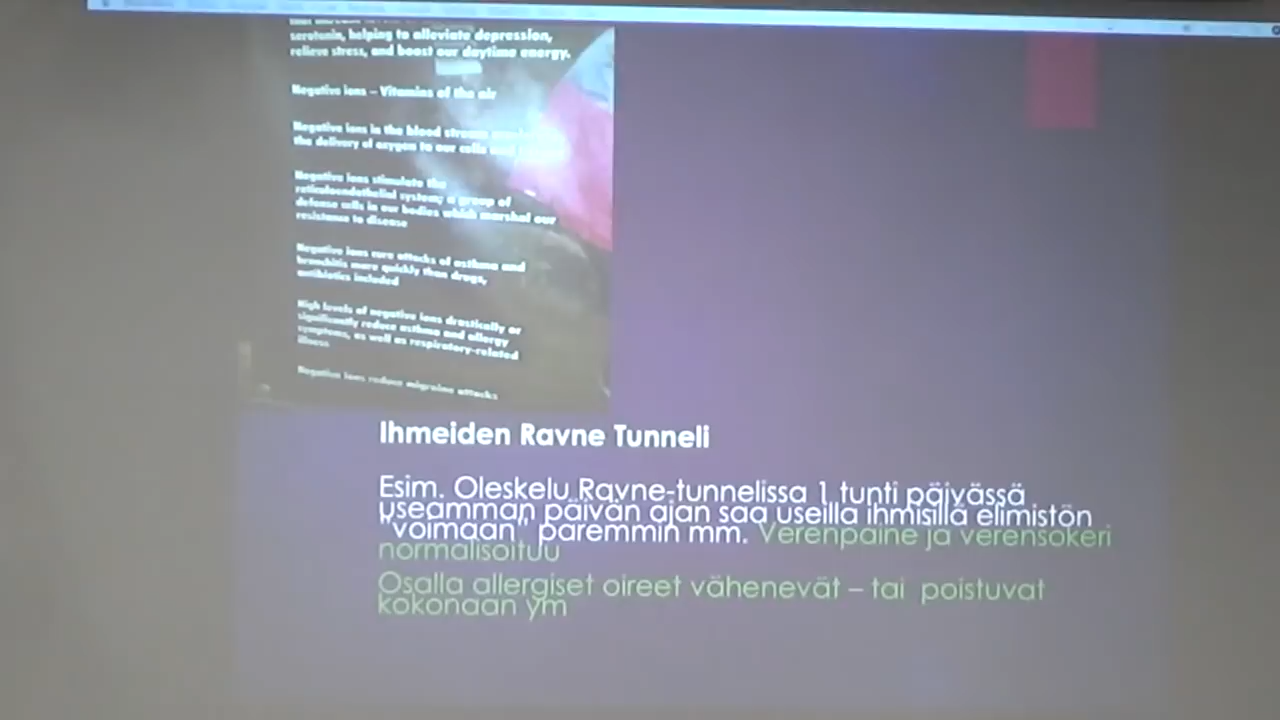 serotonin, helping to alleviate depression,
relieve stress, and boost our daytime energy.
Negative ions – Vitamins of the air
Negative ions in the blood stream
the delivery of oxygen to our cells
Negative ions stimulate the
reticuloendothelial system; a group of
defense cells in our bodies which marshal our
resistance to disease
Negative ions cure attacks of asthma and
bronchitis more quickly than drugs,
antibiotics included
High levels of negative ions drastically or
significantly reduce asthma and allergy
symptoms, as well as respiratory-related
illness
Negative ions reduce migraine attacks
Ihmeiden Ravne Tunneli
Esim. Oleskelu Ravne-tunnelissa 1 tunti päivässä
useamman päivän ajan saa useilla ihmisillä elimistön
"voimaan" paremmin mm. Verenpaine ja verensokeri
normalisoituu
Osalla allergiset oireet vähenevät – tai poistuvat
kokonaan ym